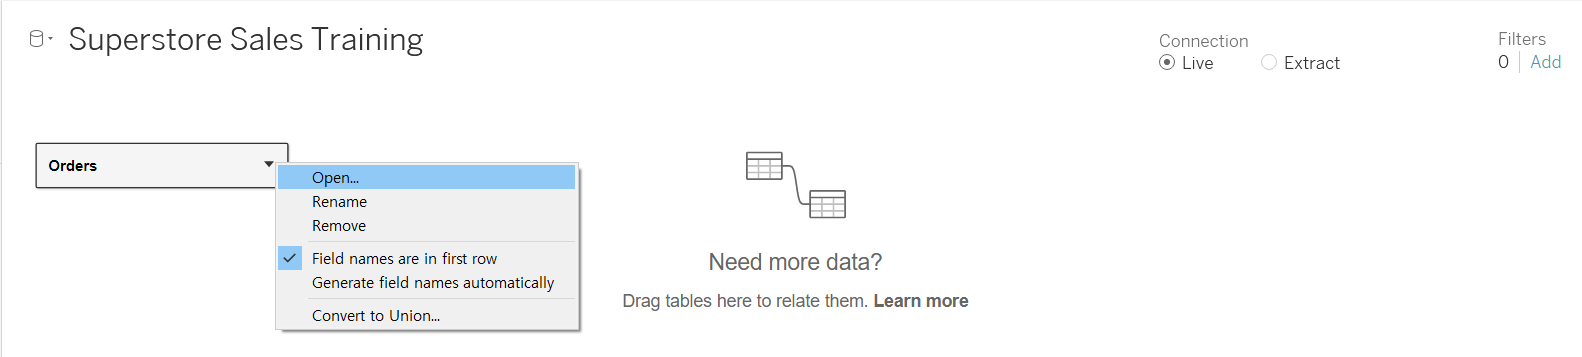 Superstore Sales Training
Connection
Live
Extract
Filters
0
Add
Orders
Open...
Rename
Remove
Field names are in first row
Generate field names automatically
Convert to Union...
Need more data?
Drag tables here to relate them. Learn more